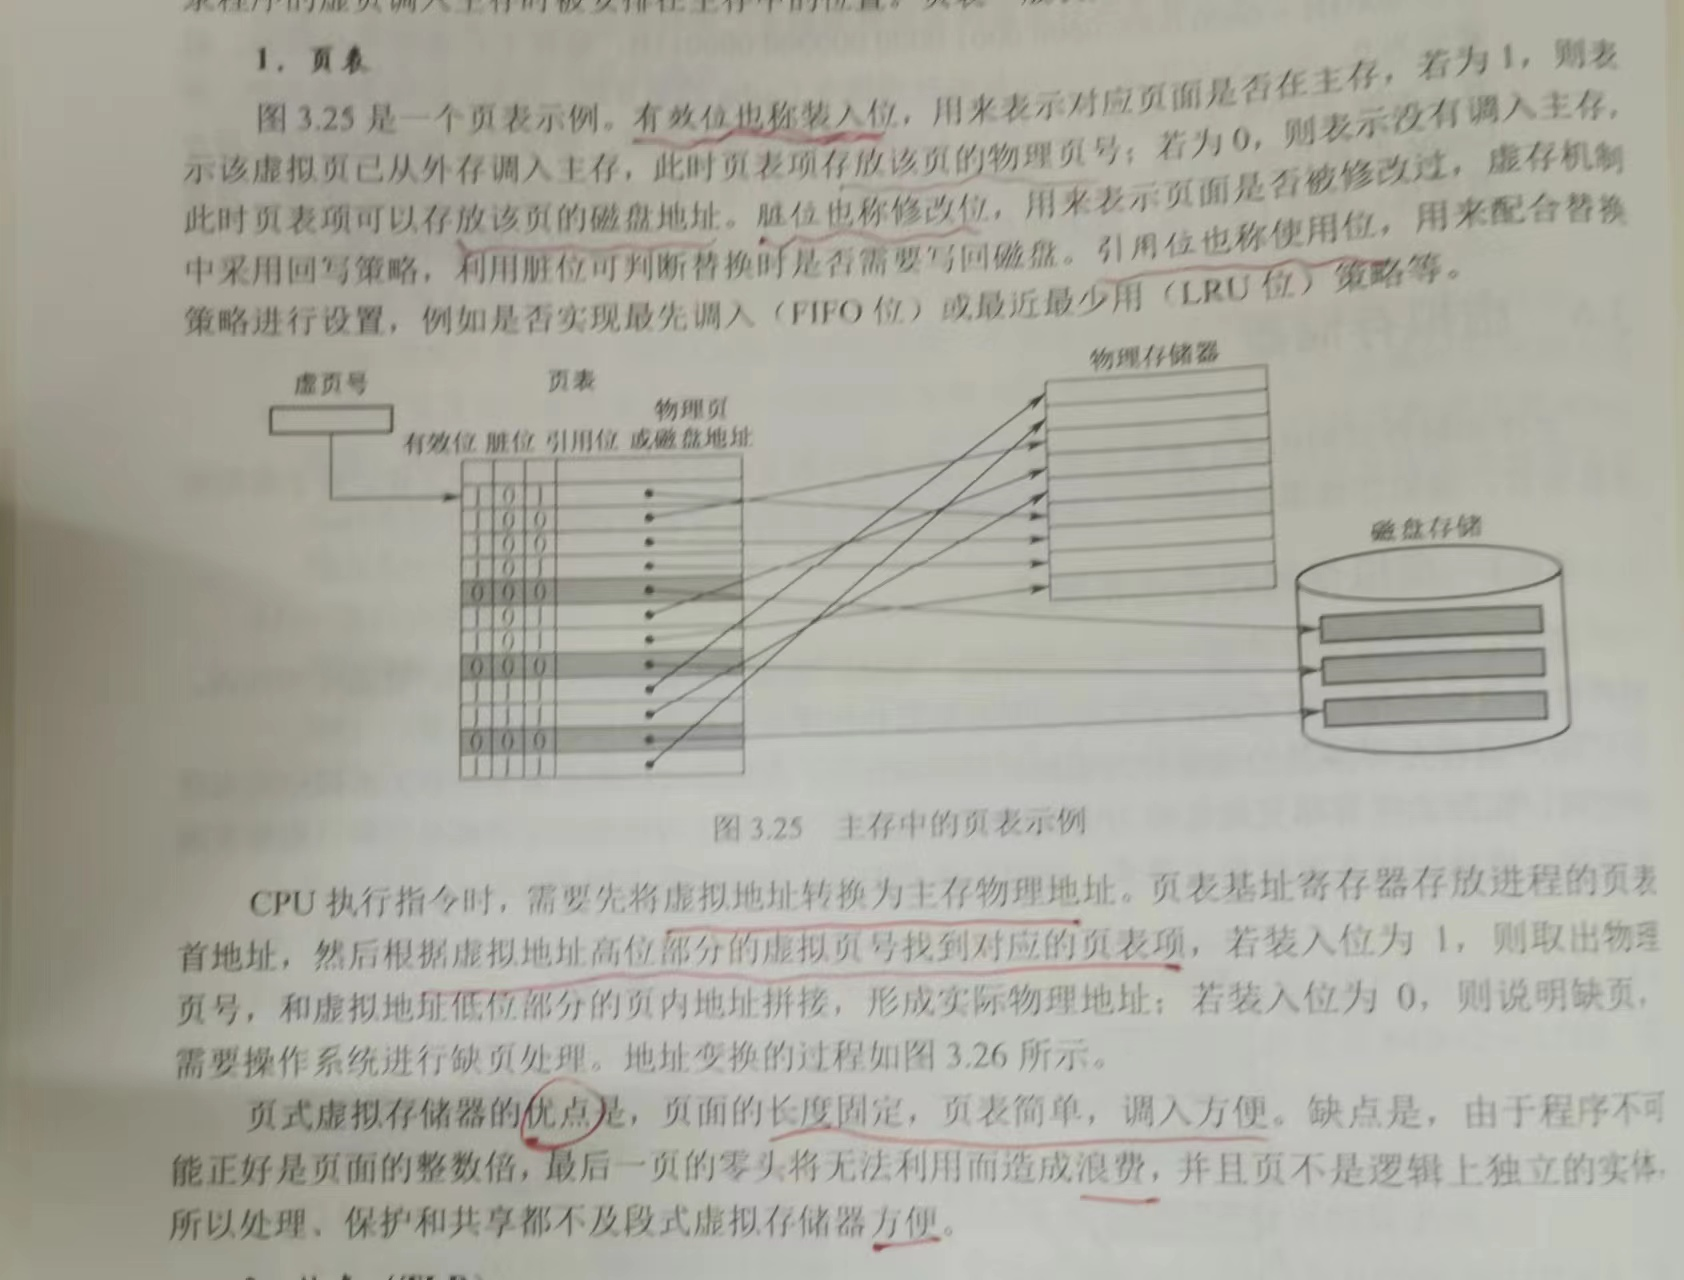 1. 页表
图 3.25 是一个页表示例。有效位也称装入位，用来表示对应页面是否在主存，若为 1，则表
示该虚拟页已从外存调入主存，此时页表项存放该页的物理页号；若为 0，则表示没有调入主存，
此时页表项可以存放该页的磁盘地址。脏位也称修改位，用来表示页面是否被修改过，虚存机制
中采用回写策略，利用脏位可判断替换时是否需要写回磁盘。引用位也称使用位，用来配合替换
策略进行设置，例如是否实现最先调入（FIFO 位）或最近最少用（LRU 位）策略等。
虚页号
页表
物理存储器
物理页
有效位 脏位 引用位 或磁盘地址
1 0 1
1 0 0
1 0 0
1 0 1
0 0 0
1 0 1
1 0 1
0 0 0
1 1 1
1 1 1
0 0 0
1 1 1
磁盘存储
图 3.25 主存中的页表示例
CPU 执行指令时，需要先将虚拟地址转换为主存物理地址。页表基址寄存器存放进程的页表
首地址，然后根据虚拟地址高位部分的虚拟页号找到对应的页表项，若装入位为 1，则取出物理
页号，和虚拟地址低位部分的页内地址拼接，形成实际物理地址；若装入位为 0，则说明缺页，
需要操作系统进行缺页处理。地址变换的过程如图 3.26 所示。
页式虚拟存储器的优点是，页面的长度固定，页表简单，调入方便。缺点是，由于程序不可
能正好是页面的整数倍，最后一页的零头将无法利用而造成浪费，并且页不是逻辑上独立的实体，
所以处理、保护和共享都不及段式虚拟存储器方便。